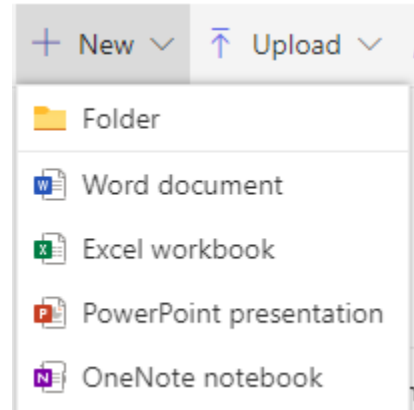 New Upload
Folder
Word document
Excel workbook
PowerPoint presentation
OneNote notebook